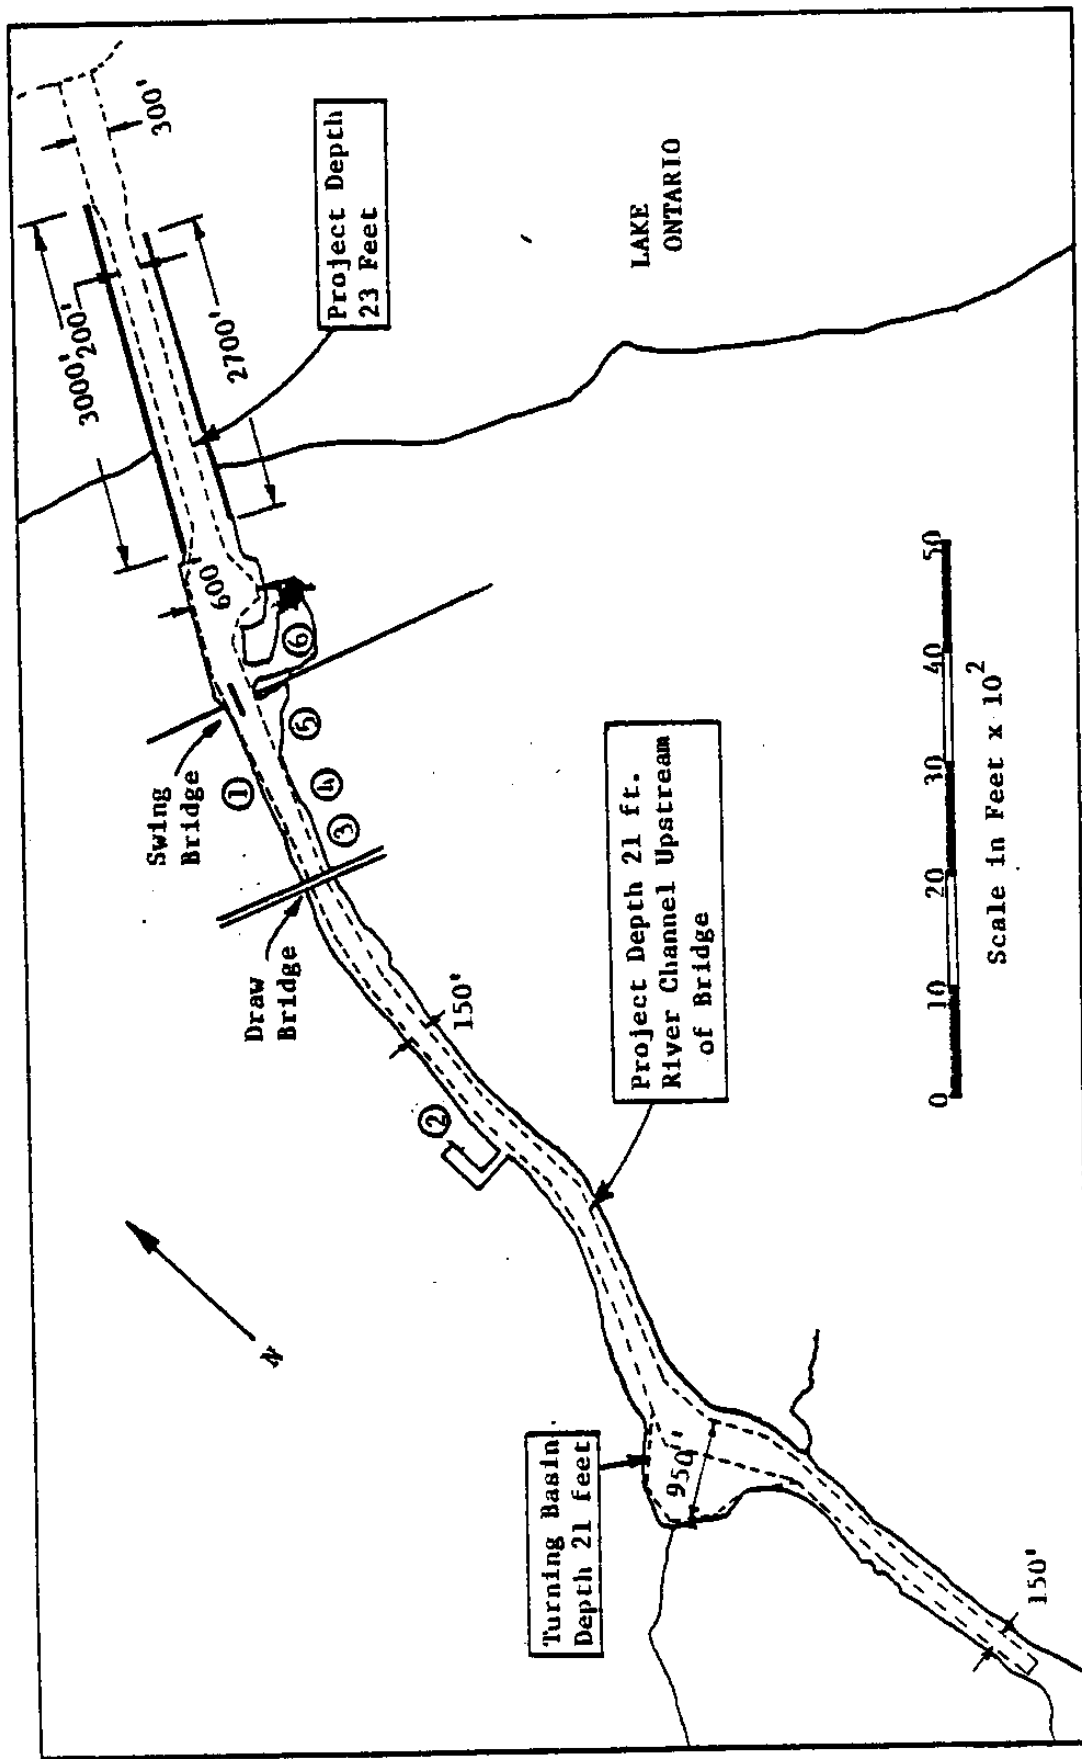 300'
3000'
200'
2700'
Project Depth
23 Feet
LAKE
ONTARIO
600'
Swing
Bridge
1
6
5
4
3
Draw
Bridge
150'
2
Project Depth 21 ft.
River Channel Upstream
of Bridge
N
Turning Basin
Depth 21 feet
950'
150'
0 10 20 30 40 50
Scale in Feet x 10²